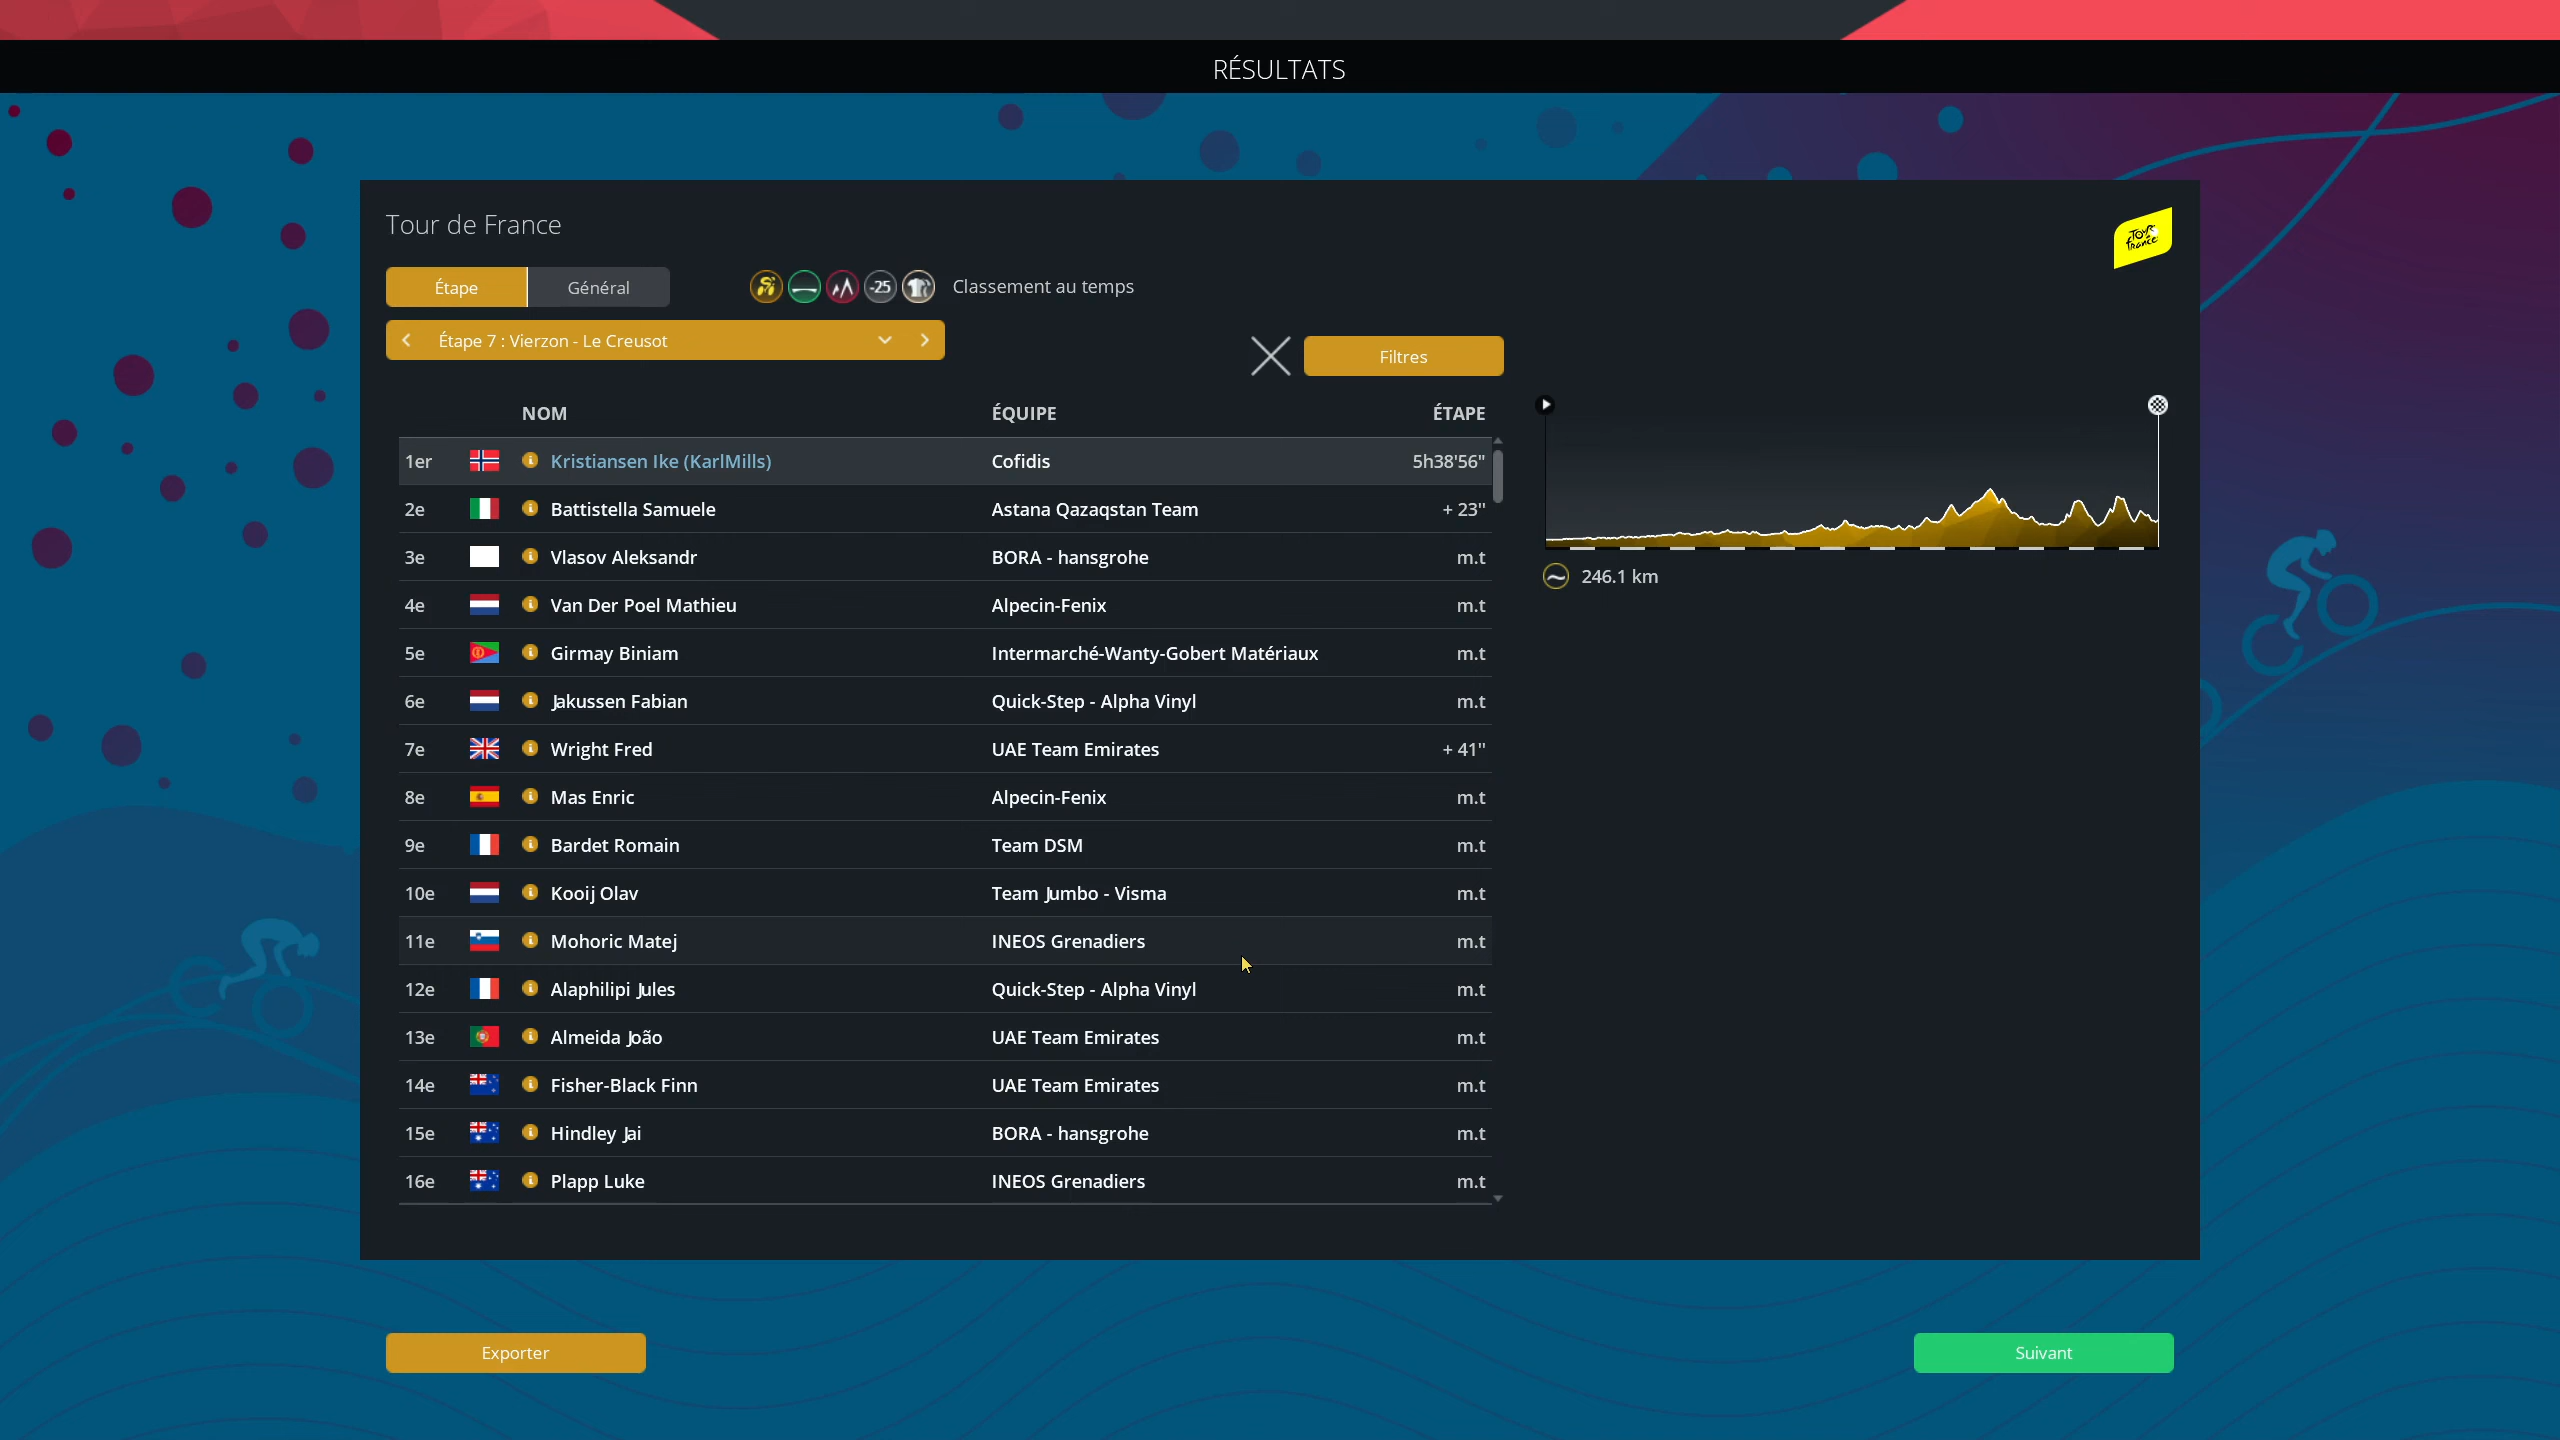 RÉSULTATS
Tour de France
TOUR
france
Étape Général -25 Classement au temps
Étape 7 : Vierzon - Le Creusot
Filtres
NOM ÉQUIPE ÉTAPE
1er Kristiansen Ike (KarlMills) Cofidis 5h38'56"
2e Battistella Samuele Astana Qazaqstan Team + 23"
3e Vlasov Aleksandr BORA - hansgrohe m.t
4e Van Der Poel Mathieu Alpecin-Fenix m.t
5e Girmay Biniam Intermarché-Wanty-Gobert Matériaux m.t
6e Jakussen Fabian Quick-Step - Alpha Vinyl m.t
7e Wright Fred UAE Team Emirates + 41"
8e Mas Enric Alpecin-Fenix m.t
9e Bardet Romain Team DSM m.t
10e Kooij Olav Team Jumbo - Visma m.t
11e Mohoric Matej INEOS Grenadiers m.t
12e Alaphilipi Jules Quick-Step - Alpha Vinyl m.t
13e Almeida João UAE Team Emirates m.t
14e Fisher-Black Finn UAE Team Emirates m.t
15e Hindley Jai BORA - hansgrohe m.t
16e Plapp Luke INEOS Grenadiers m.t
246.1 km
Exporter
Suivant